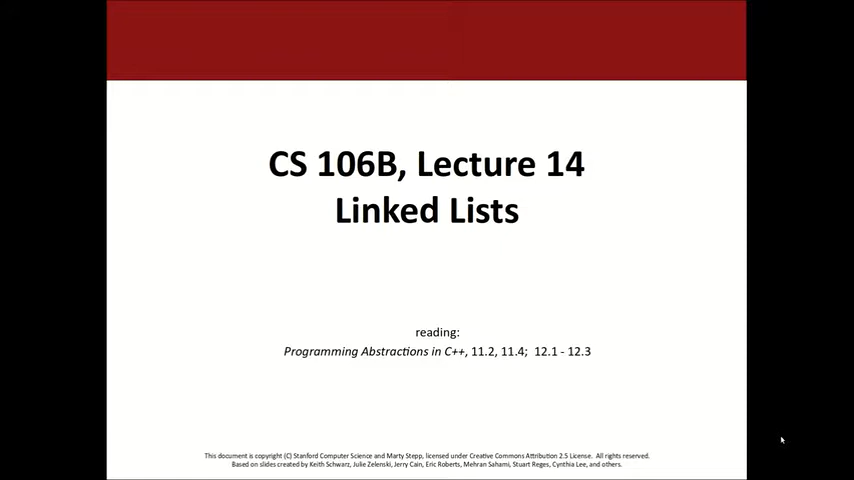 CS 106B, Lecture 14
Linked Lists
reading:
Programming Abstractions in C++, 11.2, 11.4;  12.1 - 12.3
This document is copyright (C) Stanford Computer Science and Marty Stepp, licensed under Creative Commons Attribution 2.5 License.  All rights reserved.
Based on slides created by Keith Schwarz, Julie Zelenski, Jerry Cain, Eric Roberts, Mehran Sahami, Stuart Reges, Cynthia Lee, and others.